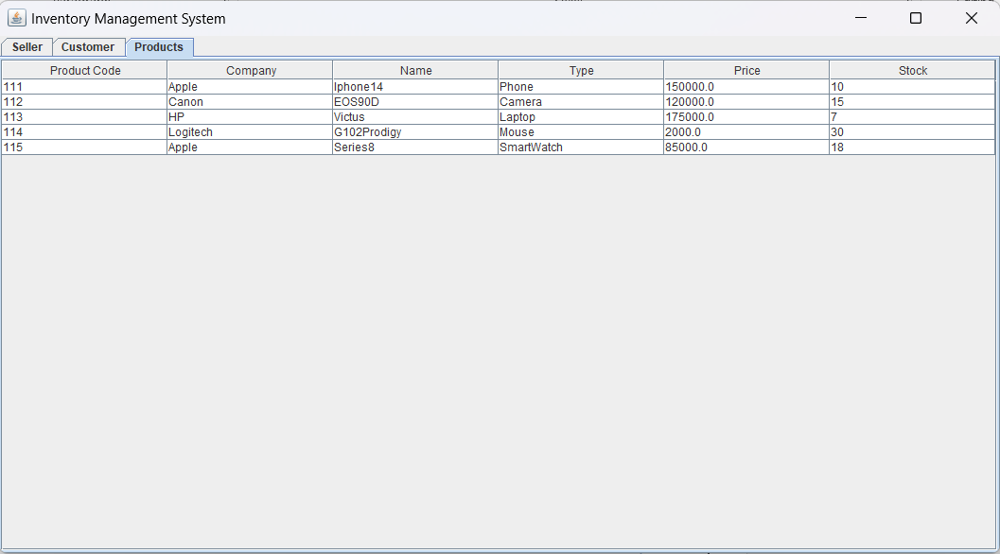 Inventory Management System
Seller Customer Products
Product Code Company Name Type Price Stock
111 Apple Iphone14 Phone 150000.0 10
112 Canon EOS90D Camera 120000.0 15
113 HP Victus Laptop 175000.0 7
114 Logitech G102Prodigy Mouse 2000.0 30
115 Apple Series8 SmartWatch 85000.0 18